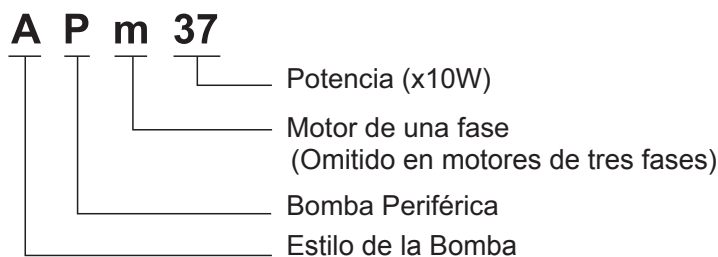 A P m 37
Potencia (x10W)
Motor de una fase
(Omitido en motores de tres fases)
Bomba Periférica
Estilo de la Bomba